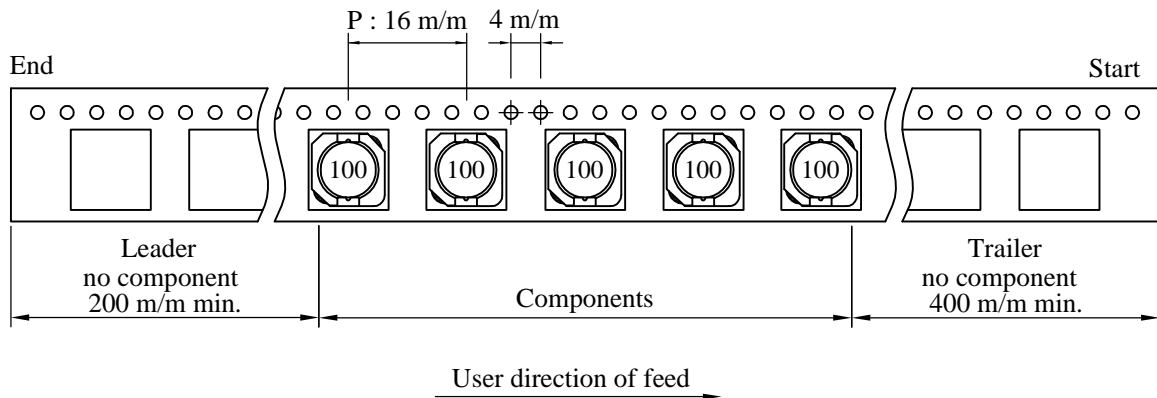 P : 16 m/m
4 m/m
End
Start
100 100 100 100 100
Leader
no component
200 m/m min.
Components
Trailer
no component
400 m/m min.
User direction of feed